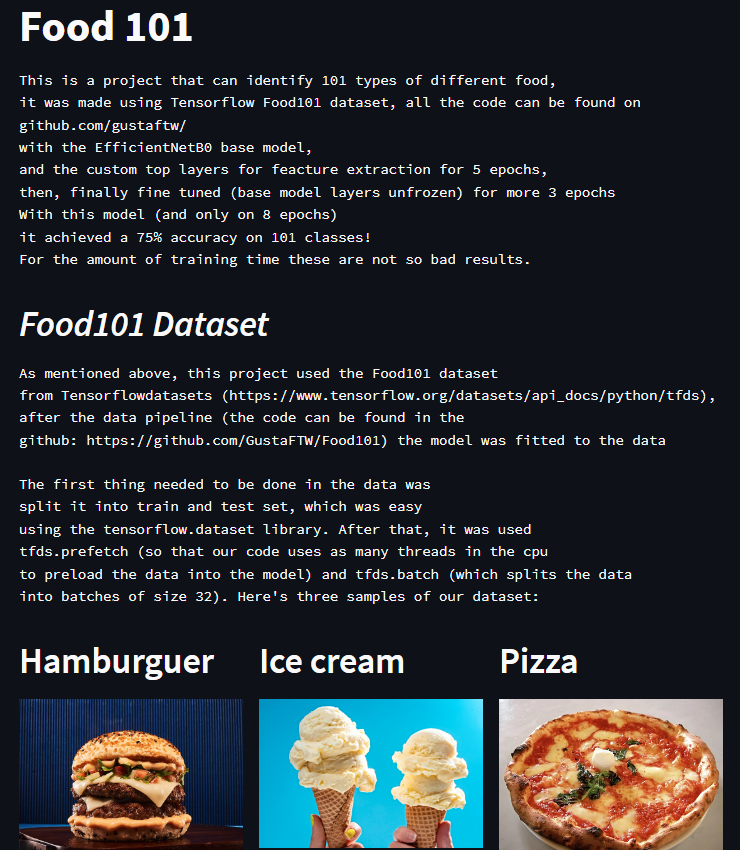 Food 101
This is a project that can identify 101 types of different food,
it was made using Tensorflow Food101 dataset, all the code can be found on
github.com/gustaftw/
with the EfficientNetB0 base model,
and the custom top layers for feacture extraction for 5 epochs,
then, finally fine tuned (base model layers unfrozen) for more 3 epochs
With this model (and only on 8 epochs)
it achieved a 75% accuracy on 101 classes!
For the amount of training time these are not so bad results.
Food101 Dataset
As mentioned above, this project used the Food101 dataset
from Tensorflowdatasets (https://www.tensorflow.org/datasets/api_docs/python/tfds),
after the data pipeline (the code can be found in the
github: https://github.com/GustaFTW/Food101) the model was fitted to the data
The first thing needed to be done in the data was
split it into train and test set, which was easy
using the tensorflow.dataset library. After that, it was used
tfds.prefetch (so that our code uses as many threads in the cpu
to preload the data into the model) and tfds.batch (which splits the data
into batches of size 32). Here's three samples of our dataset:
Hamburguer
Ice cream
Pizza